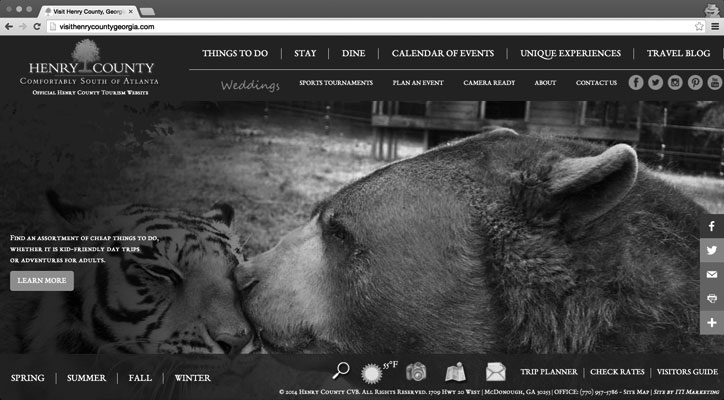 Visit Henry County, Georgi
visithenrycountygeorgia.com
THINGS TO DO | STAY | DINE | CALENDAR OF EVENTS | UNIQUE EXPERIENCES | TRAVEL BLOG
HENRY COUNTY
COMFORTABLY SOUTH OF ATLANTA
OFFICIAL HENRY COUNTY TOURISM WEBSITE
Weddings SPORTS TOURNAMENTS PLAN AN EVENT CAMERA READY ABOUT CONTACT US
FIND AN ASSORTMENT OF CHEAP THINGS TO DO,
WHETHER IT IS KID-FRIENDLY DAY TRIPS
OR ADVENTURES FOR ADULTS.
LEARN MORE
SPRING | SUMMER | FALL | WINTER
55°F
TRIP PLANNER | CHECK RATES | VISITORS GUIDE
© 2014 HENRY COUNTY CVB. ALL RIGHTS RESERVED. 1709 HWY 20 WEST | MCDONOUGH, GA 30253 | OFFICE: (770) 957-5786 - SITE MAP | Site by ITI Marketing